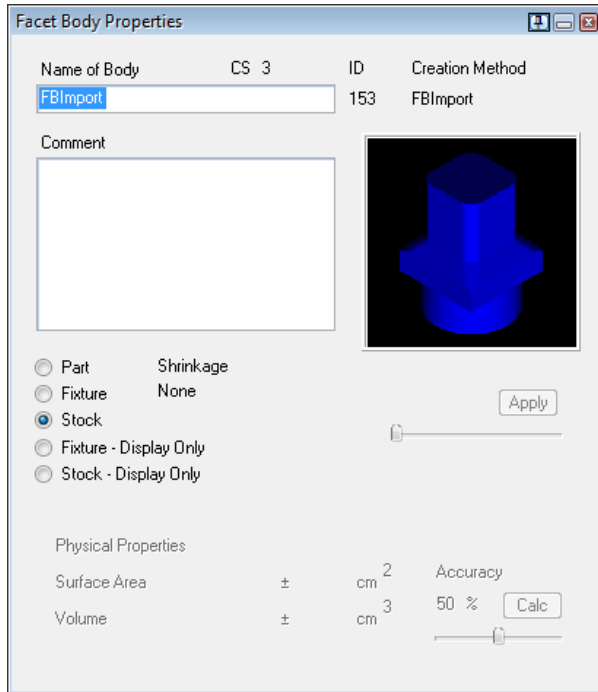 Facet Body Properties
Name of Body CS 3 ID Creation Method
FBImport 153 FBImport
Comment
Part Shrinkage
Fixture None
Stock
Fixture - Display Only
Stock - Display Only
Apply
Physical Properties
Surface Area ± cm 2
Volume ± cm 3
Accuracy
50 % Calc